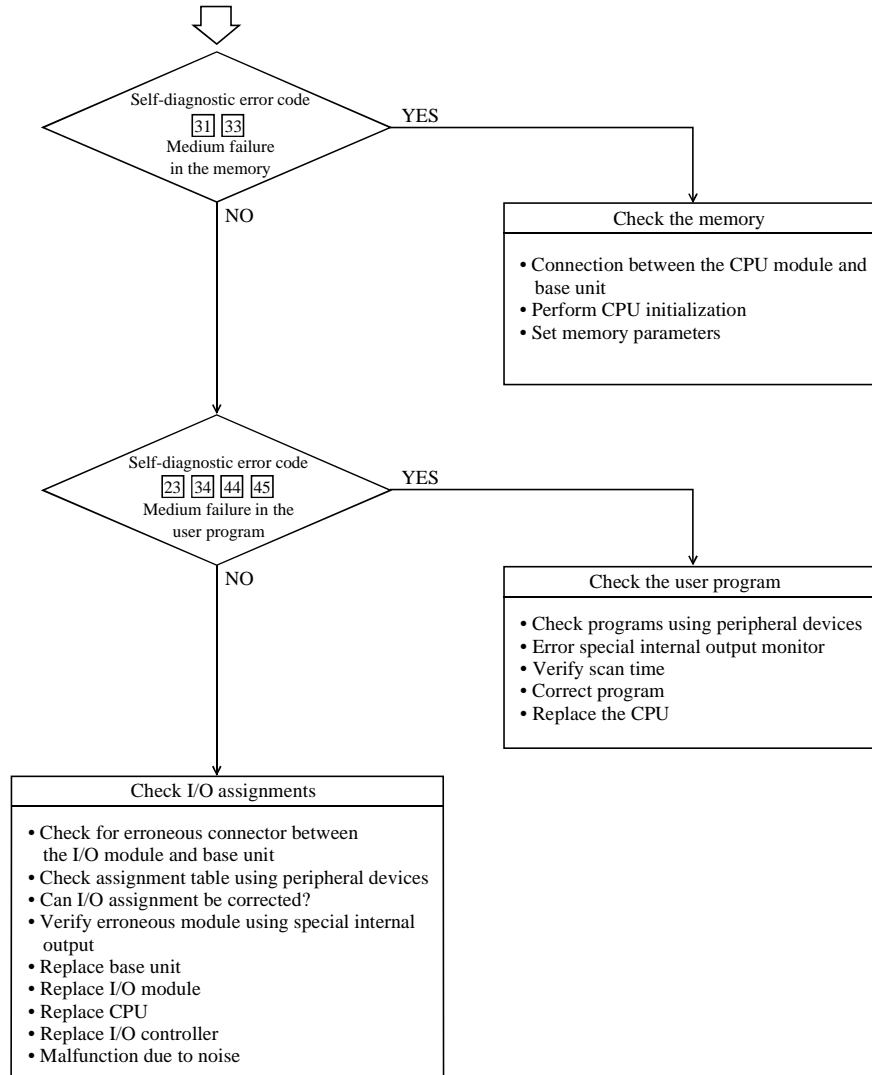 Self-diagnostic error code
31 33
Medium failure
in the memory
YES
NO
Check the memory
• Connection between the CPU module and
base unit
• Perform CPU initialization
• Set memory parameters
Self-diagnostic error code
23 34 44 45
Medium failure in the
user program
YES
NO
Check the user program
• Check programs using peripheral devices
• Error special internal output monitor
• Verify scan time
• Correct program
• Replace the CPU
Check I/O assignments
• Check for erroneous connector between
the I/O module and base unit
• Check assignment table using peripheral devices
• Can I/O assignment be corrected?
• Verify erroneous module using special internal
output
• Replace base unit
• Replace I/O module
• Replace CPU
• Replace I/O controller
• Malfunction due to noise